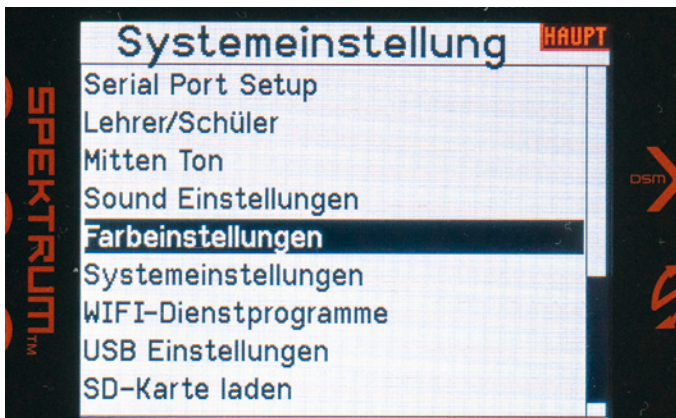 Systemeinstellung
HAUPT
Serial Port Setup
Lehrer/Schüler
Mitten Ton
Sound Einstellungen
Farbeinstellungen
Systemeinstellungen
WIFI-Dienstprogramme
USB Einstellungen
SD-Karte laden
SPEKTRUM™
DSM X